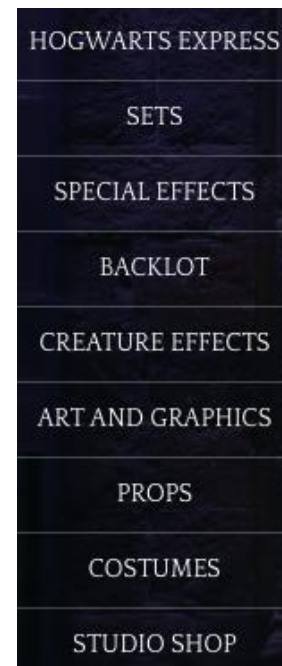 HOGWARTS EXPRESS
SETS
SPECIAL EFFECTS
BACKLOT
CREATURE EFFECTS
ART AND GRAPHICS
PROPS
COSTUMES
STUDIO SHOP